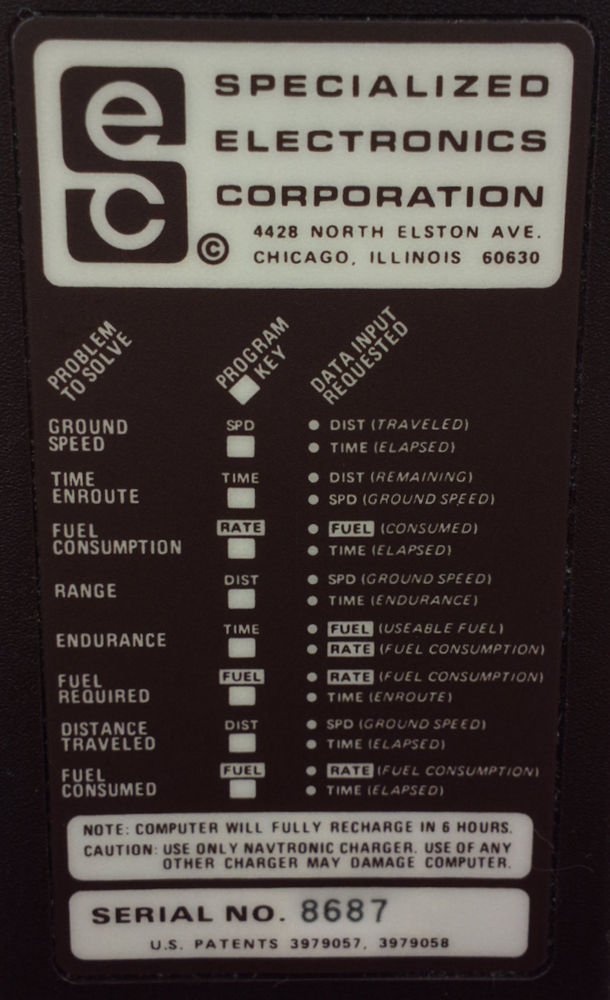 ec
SPECIALIZED
ELECTRONICS
CORPORATION
©
4428 NORTH ELSTON AVE.
CHICAGO, ILLINOIS 60630
PROBLEM
TO SOLVE
PROGRAM
KEY
DATA INPUT
REQUESTED
GROUND
SPEED
SPD
• DIST (TRAVELED)
• TIME (ELAPSED)
TIME
ENROUTE
TIME
• DIST (REMAINING)
• SPD (GROUND SPEED)
FUEL
CONSUMPTION
RATE
• FUEL (CONSUMED)
• TIME (ELAPSED)
RANGE
DIST
• SPD (GROUND SPEED)
• TIME (ENDURANCE)
ENDURANCE
TIME
• FUEL (USEABLE FUEL)
• RATE (FUEL CONSUMPTION)
FUEL
REQUIRED
FUEL
• RATE (FUEL CONSUMPTION)
• TIME (ENROUTE)
DISTANCE
TRAVELED
DIST
• SPD (GROUND SPEED)
• TIME (ELAPSED)
FUEL
CONSUMED
FUEL
• RATE (FUEL CONSUMPTION)
• TIME (ELAPSED)
NOTE: COMPUTER WILL FULLY RECHARGE IN 6 HOURS.
CAUTION: USE ONLY NAVTRONIC CHARGER. USE OF ANY
OTHER CHARGER MAY DAMAGE COMPUTER.
SERIAL NO. 8687
U.S. PATENTS 3979057, 3979058